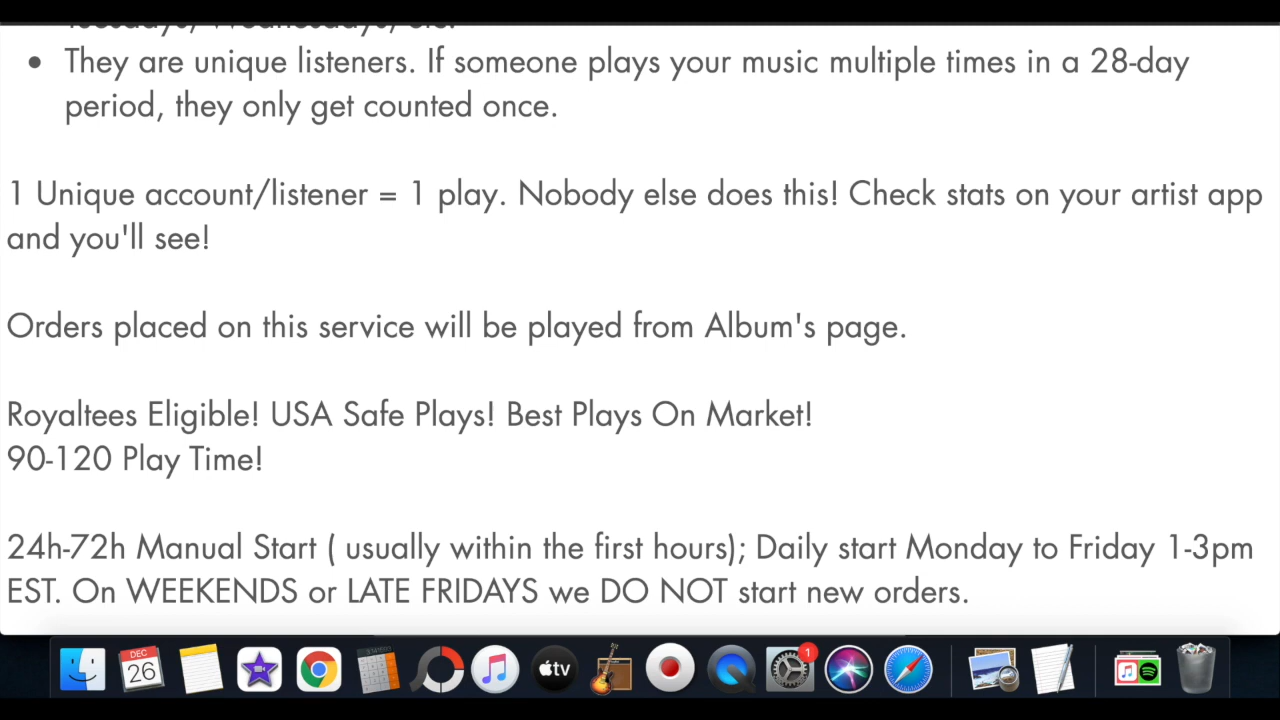 They are unique listeners. If someone plays your music multiple times in a 28-day
period, they only get counted once.
1 Unique account/listener = 1 play. Nobody else does this! Check stats on your artist app
and you'll see!
Orders placed on this service will be played from Album's page.
Royaltees Eligible! USA Safe Plays! Best Plays On Market!
90-120 Play Time!
24h-72h Manual Start ( usually within the first hours); Daily start Monday to Friday 1-3pm
EST. On WEEKENDS or LATE FRIDAYS we DO NOT start new orders.
DEC
26
tv
1